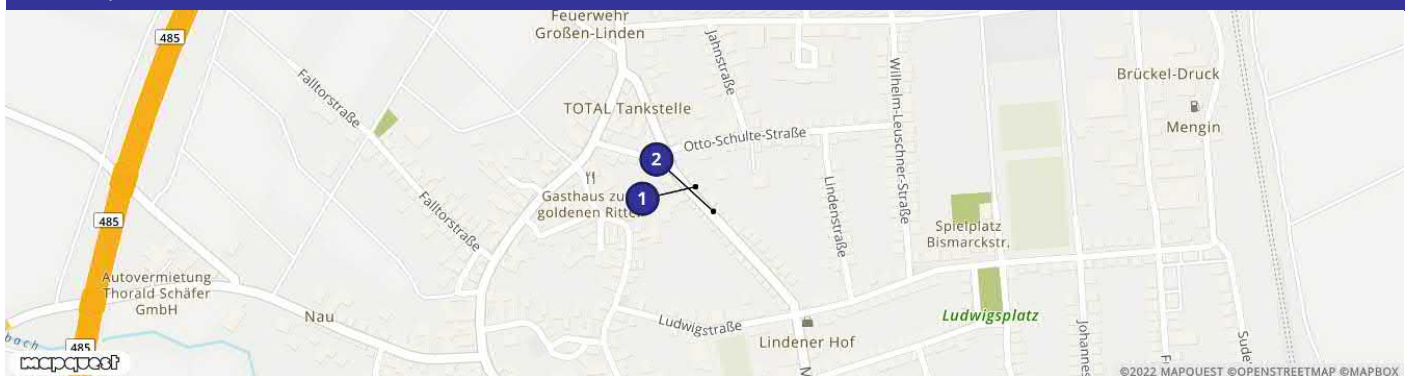 Feuerwehr
Großen-Linden
485
Falltorstraße
Jahnstraße
Wilhelm-Leuschner-Straße
Brückel-Druck
TOTAL Tankstelle
Mengin
Otto-Schulte-Straße
2
1
Gasthaus
goldenen
Lindenstraße
Falltorstraße
485
Spielplatz
Bismarckstr.
Autovermietung
Thorald Schäfer
GmbH
Nau
Ludwigstraße
Ludwigsplatz
Lindener Hof
485
mapquest
©2022 MAPQUEST ©OPENSTREETMAP ©MAPBOX